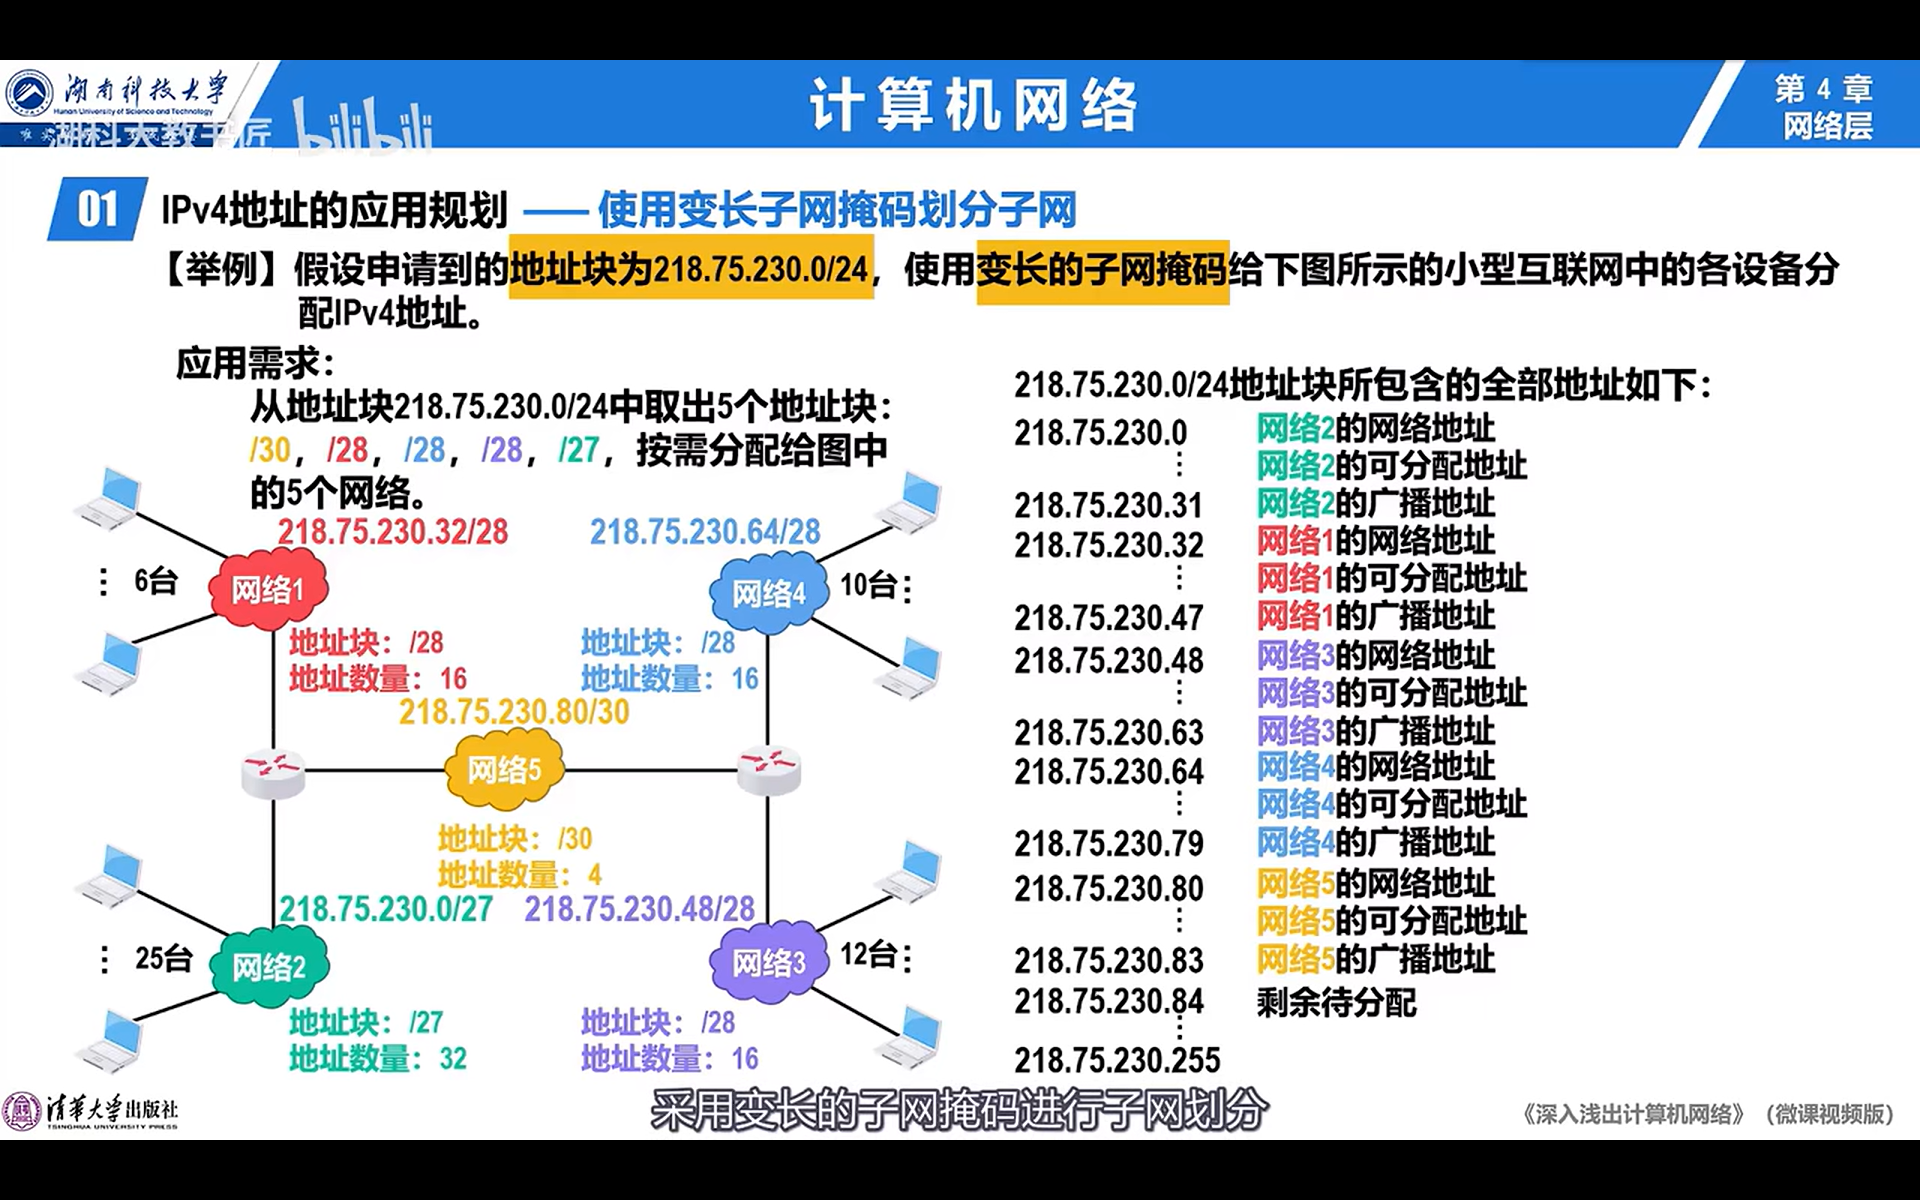 湖南科技大学
Hunan University of Science and Technology
湖科大教书匠
bilibili
计算机网络
第 4 章
网络层
01
IPv4地址的应用规划 —— 使用变长子网掩码划分子网
【举例】假设申请到的地址块为218.75.230.0/24，使用变长的子网掩码给下图所示的小型互联网中的各设备分
配IPv4地址。
应用需求：
从地址块218.75.230.0/24中取出5个地址块：
/30，/28，/28，/28，/27，按需分配给图中
的5个网络。
218.75.230.32/28
218.75.230.64/28
6台
网络1
网络4
10台
地址块：/28
地址数量：16
地址块：/28
地址数量：16
218.75.230.80/30
网络5
地址块：/30
地址数量：4
218.75.230.0/27
218.75.230.48/28
25台
网络2
网络3
12台
地址块：/27
地址数量：32
地址块：/28
地址数量：16
218.75.230.0/24地址块所包含的全部地址如下：
218.75.230.0 网络2的网络地址
⋮ 网络2的可分配地址
218.75.230.31 网络2的广播地址
218.75.230.32 网络1的网络地址
⋮ 网络1的可分配地址
218.75.230.47 网络1的广播地址
218.75.230.48 网络3的网络地址
⋮ 网络3的可分配地址
218.75.230.63 网络3的广播地址
218.75.230.64 网络4的网络地址
⋮ 网络4的可分配地址
218.75.230.79 网络4的广播地址
218.75.230.80 网络5的网络地址
⋮ 网络5的可分配地址
218.75.230.83 网络5的广播地址
218.75.230.84 剩余待分配
⋮
218.75.230.255
采用变长的子网掩码进行子网划分
清华大学出版社
TSINGHUA UNIVERSITY PRESS
《深入浅出计算机网络》（微课视频版）